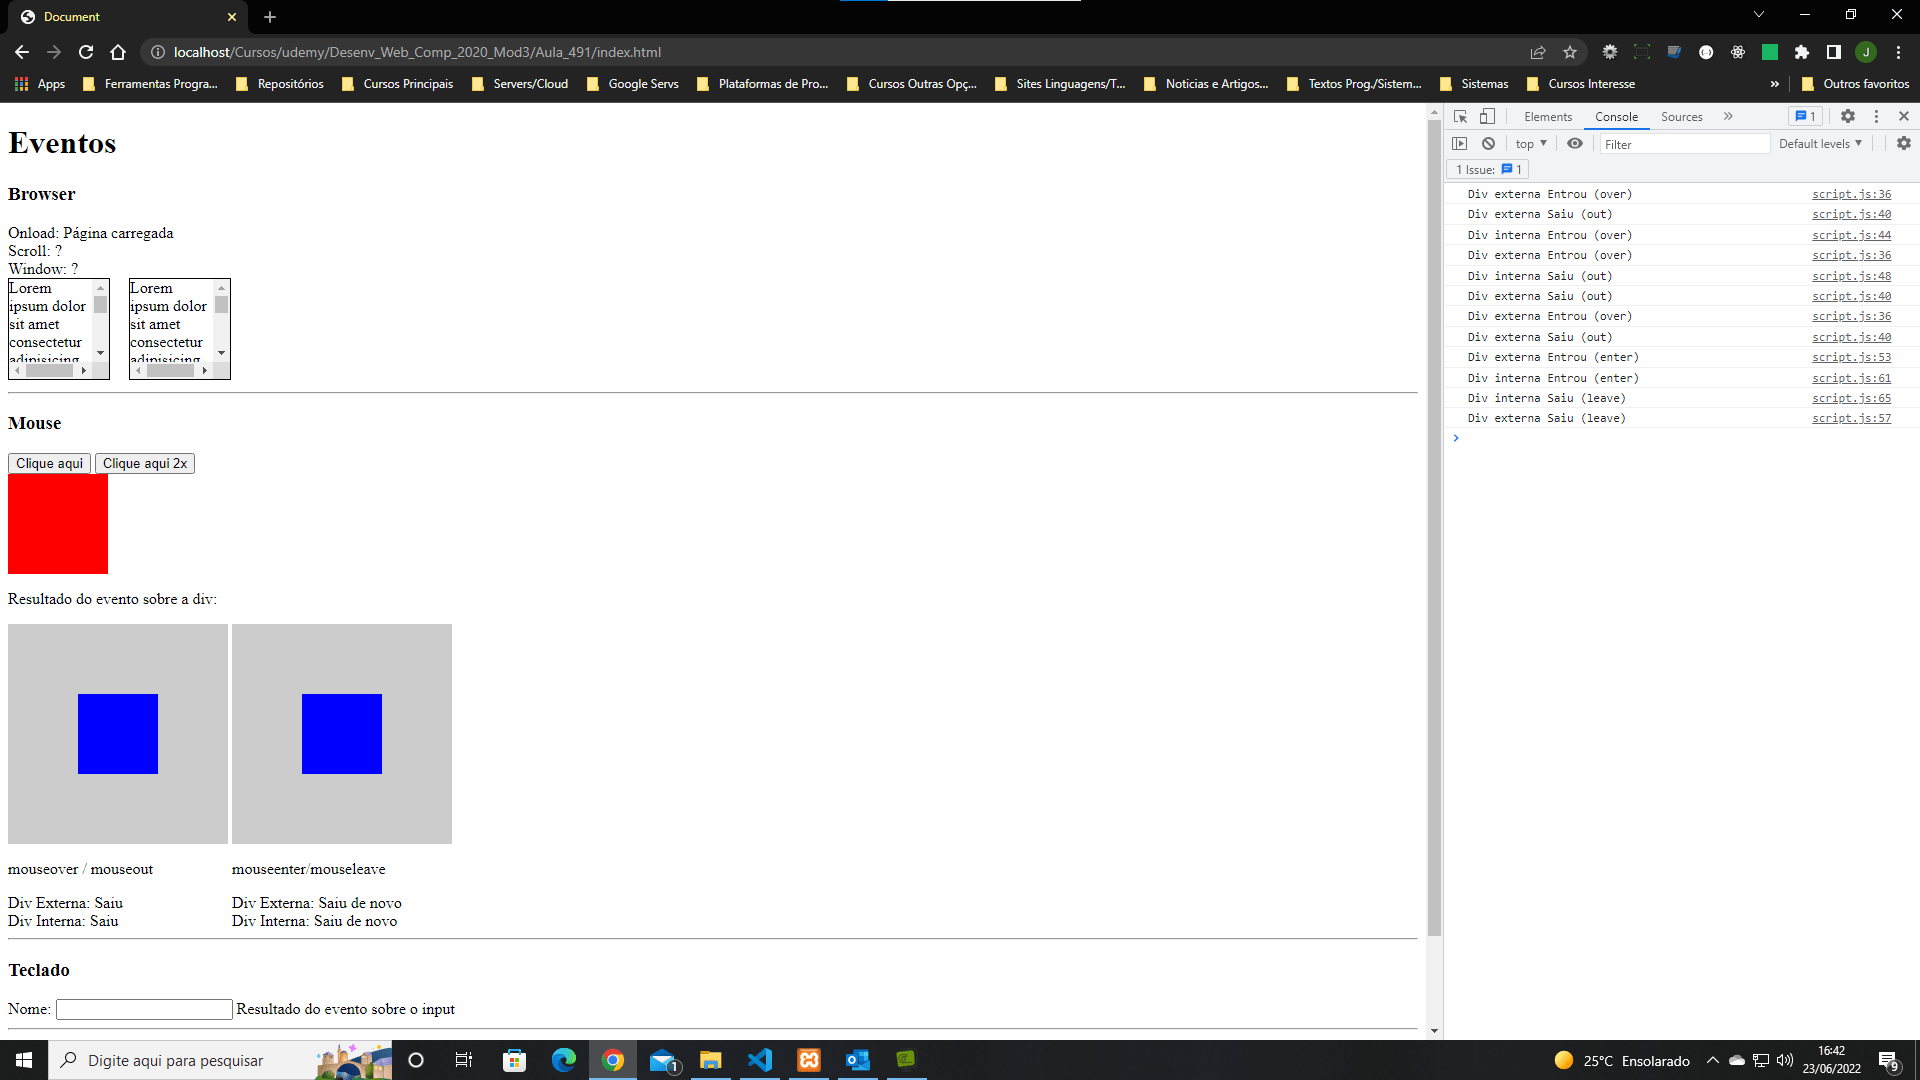 Document
localhost/Cursos/udemy/Desenv_Web_Comp_2020_Mod3/Aula_491/index.html
J
Apps
Ferramentas Progra...
Repositórios
Cursos Principais
Servers/Cloud
Google Servs
Plataformas de Pro...
Cursos Outras Opç...
Sites Linguagens/T...
Noticias e Artigos...
Textos Prog./Sistem...
Sistemas
Cursos Interesse
»
Outros favoritos
Eventos
Browser
Onload: Página carregada
Scroll: ?
Window: ?
Lorem
ipsum dolor
sit amet
consectetur
adipisicing
Lorem
ipsum dolor
sit amet
consectetur
adipisicing
Mouse
Clique aqui
Clique aqui 2x
Resultado do evento sobre a div:
mouseover / mouseout
Div Externa: Saiu
Div Interna: Saiu
mouseenter/mouseleave
Div Externa: Saiu de novo
Div Interna: Saiu de novo
Teclado
Nome:
Resultado do evento sobre o input
Elements
Console
Sources
»
1
top
Filter
Default levels
1 Issue: 1
Div externa Entrou (over) script.js:36
Div externa Saiu (out) script.js:40
Div interna Entrou (over) script.js:44
Div externa Entrou (over) script.js:36
Div interna Saiu (out) script.js:48
Div externa Saiu (out) script.js:40
Div externa Entrou (over) script.js:36
Div externa Saiu (out) script.js:40
Div externa Entrou (enter) script.js:53
Div interna Entrou (enter) script.js:61
Div interna Saiu (leave) script.js:65
Div externa Saiu (leave) script.js:57
Digite aqui para pesquisar
1
25°C Ensolarado
16:42
23/06/2022
9